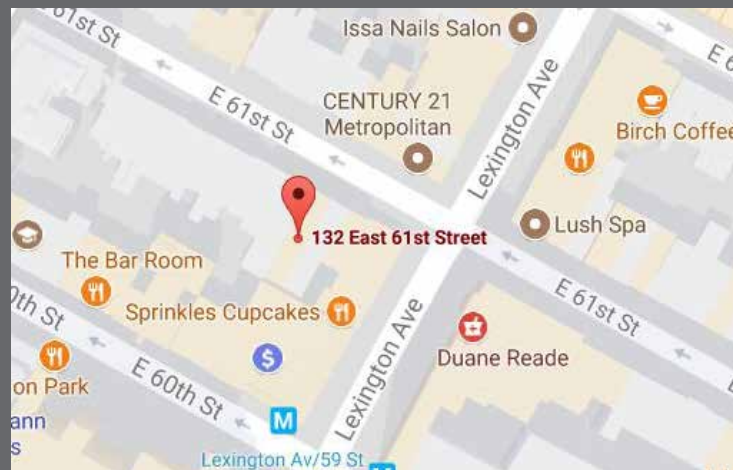 E 61st St
Issa Nails Salon
E 6
E 61st St
CENTURY 21
Metropolitan
Lexington Ave
Birch Coffee
132 East 61st Street
Lush Spa
The Bar Room
E 61st St
0th St
Sprinkles Cupcakes
Lexington Ave
Duane Reade
$
on Park
E 60th St
ann
s
M
Lexington Av/59 St